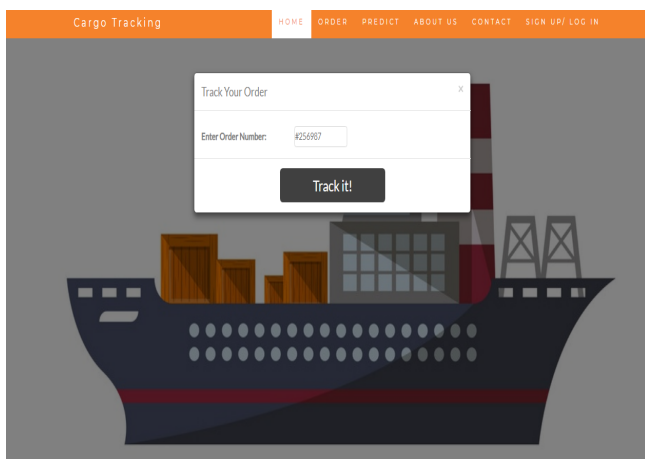 Cargo Tracking HOME ORDER PREDICT ABOUT US CONTACT SIGN UP/ LOG IN
Track Your Order x
Enter Order Number: #256987
Track it!